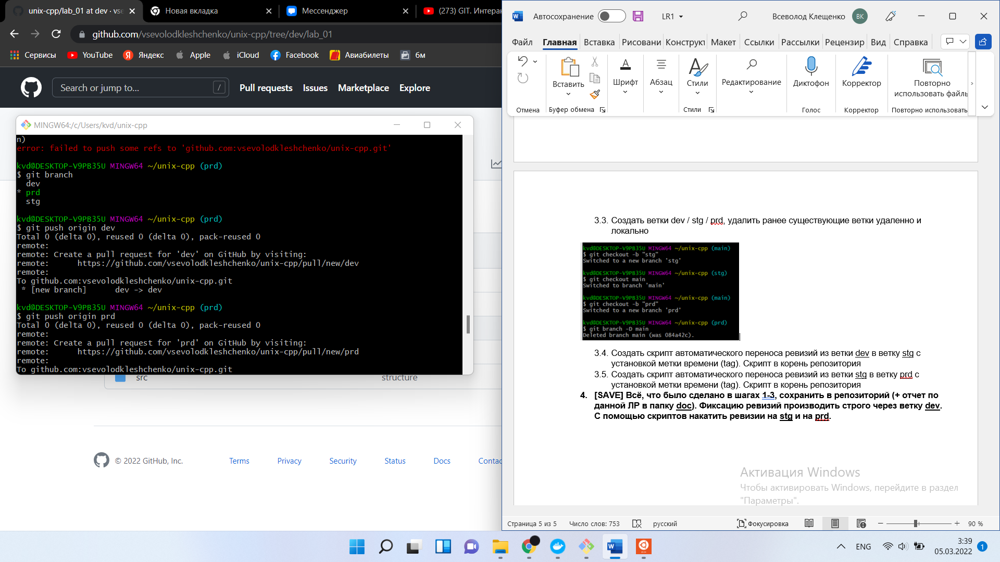 unix-cpp/lab_01 at dev · vse
Новая вкладка
Мессенджер
(273) GIT. Интеран
github.com/vsevolodkleshchenko/unix-cpp/tree/dev/lab_01
Сервисы
YouTube
Яндекс
Apple
iCloud
Facebook
Авиабилеты
бм
Search or jump to...
/
Pull requests
Issues
Marketplace
Explore
MINGW64:/c/Users/kvd/unix-cpp
n)
error: failed to push some refs to 'github.com:vsevolodkleshchenko/unix-cpp.git'
kvd@DESKTOP-V9PB35U MINGW64 ~/unix-cpp (prd)
$ git branch
dev
* prd
stg
kvd@DESKTOP-V9PB35U MINGW64 ~/unix-cpp (prd)
$ git push origin dev
Total 0 (delta 0), reused 0 (delta 0), pack-reused 0
remote:
remote: Create a pull request for 'dev' on GitHub by visiting:
remote:      https://github.com/vsevolodkleshchenko/unix-cpp/pull/new/dev
remote:
To github.com:vsevolodkleshchenko/unix-cpp.git
* [new branch]      dev -> dev
kvd@DESKTOP-V9PB35U MINGW64 ~/unix-cpp (prd)
$ git push origin prd
Total 0 (delta 0), reused 0 (delta 0), pack-reused 0
remote:
remote: Create a pull request for 'prd' on GitHub by visiting:
remote:      https://github.com/vsevolodkleshchenko/unix-cpp/pull/new/prd
remote:
To github.com:vsevolodkleshchenko/unix-cpp.git
src
structure
© 2022 GitHub, Inc.
Terms
Privacy
Security
Status
Docs
Contac
Автосохранение
LR1
Всеволод Клещенко
ВК
Файл
Главная
Вставка
Рисовани
Конструкт
Макет
Ссылки
Рассылки
Рецензир
Вид
Справка
Вставить
Шрифт
Абзац
Стили
Редактирование
Диктофон
Корректор
Повторно
использовать файль
Отмена
Буфер обмена
Стили
Голос
Корректор
Повторно использовать
3.3. Создать ветки dev / stg / prd, удалить ранее существующие ветки удаленно и
локально
kvd@DESKTOP-V9PB35U MINGW64 ~/unix-cpp (main)
$ git checkout -b "stg"
Switched to a new branch 'stg'
kvd@DESKTOP-V9PB35U MINGW64 ~/unix-cpp (stg)
$ git checkout main
Switched to branch 'main'
kvd@DESKTOP-V9PB35U MINGW64 ~/unix-cpp (main)
$ git checkout -b "prd"
Switched to a new branch 'prd'
kvd@DESKTOP-V9PB35U MINGW64 ~/unix-cpp (prd)
$ git branch -D main
Deleted branch main (was 084a42c).
3.4. Создать скрипт автоматического переноса ревизий из ветки dev в ветку stg с
установкой метки времени (tag). Скрипт в корень репозитория
3.5. Создать скрипт автоматического переноса ревизий из ветки stg в ветку prd с
установкой метки времени (tag). Скрипт в корень репозитория
4. [SAVE] Всё, что было сделано в шагах 1-3, сохранить в репозиторий (+ отчет по
данной ЛР в папку doc). Фиксацию ревизий производить строго через ветку dev.
С помощью скриптов накатить ревизии на stg и на prd.
Активация Windows
Чтобы активировать Windows, перейдите в раздел
"Параметры".
Страница 5 из 5
Число слов: 753
русский
Фокусировка
90 %
ENG
3:39
05.03.2022
1